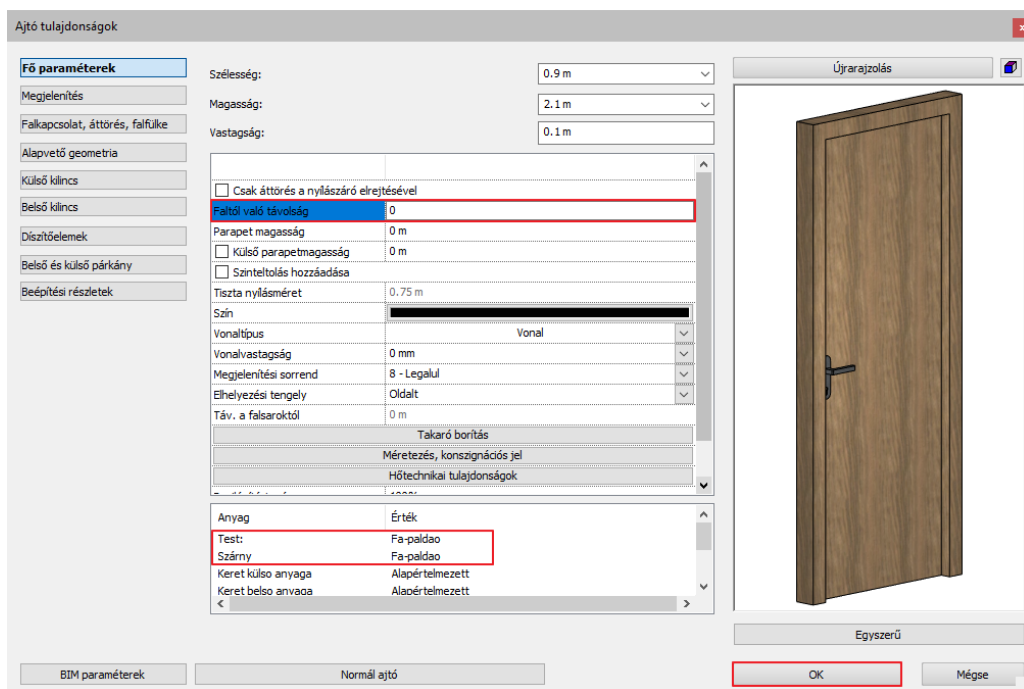 Ajtó tulajdonságok
x
Fő paraméterek
Megjelenítés
Falkapcsolat, áttörés, falfülke
Alapvető geometria
Külső kilincs
Belső kilincs
Díszítőelemek
Belső és külső párkány
Beépítési részletek
Szélesség: 0.9 m
Magasság: 2.1 m
Vastagság: 0.1 m
Csak áttörés a nyílászáró elrejtésével
Faltól való távolság 0
Parapet magasság 0 m
Külső parapetmagasság 0 m
Szinteltolás hozzáadása
Tiszta nyílásméret 0.75 m
Szín
Vonaltípus Vonal
Vonalvastagság 0 mm
Megjelenítési sorrend 8 - Legalul
Elhelyezési tengely Oldalt
Táv. a falsaroktól 0 m
Takaró borítás
Méretezés, konszignációs jel
Hőtechnikai tulajdonságok
Anyag Érték
Test: Fa-paldao
Szárny Fa-paldao
Keret külso anyaga Alapértelmezett
Keret belso anyaga Alapértelmezett
Újrarajzolás
Egyszerű
BIM paraméterek
Normál ajtó
OK
Mégse